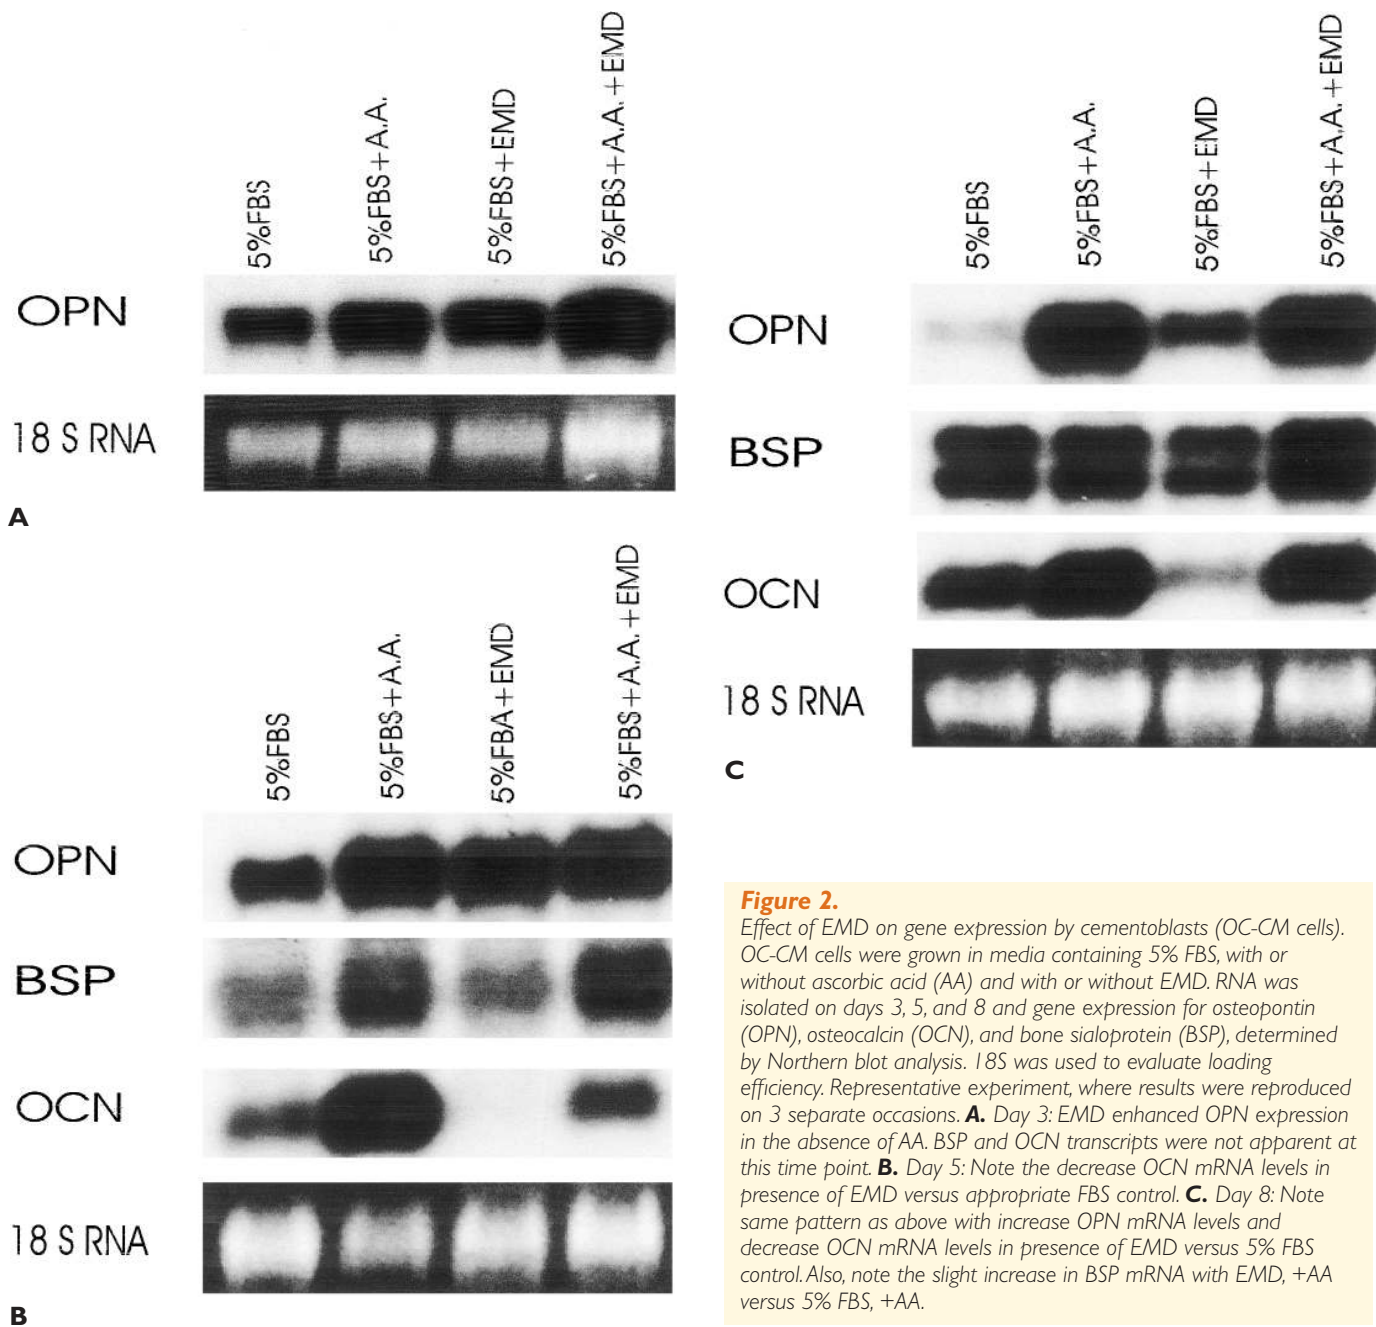 5%FBS
5%FBS+A.A.
5%FBS+EMD
5%FBS+A.A.+EMD
OPN
18 S RNA
A
5%FBS
5%FBS+A.A.
5%FBA+EMD
5%FBS+A.A.+EMD
OPN
BSP
OCN
18 S RNA
B
5%FBS
5%FBS+A.A.
5%FBS+EMD
5%FBS+A.A.+EMD
OPN
BSP
OCN
18 S RNA
C
Figure 2.
Effect of EMD on gene expression by cementoblasts (OC-CM cells).
OC-CM cells were grown in media containing 5% FBS, with or
without ascorbic acid (AA) and with or without EMD. RNA was
isolated on days 3, 5, and 8 and gene expression for osteopontin
(OPN), osteocalcin (OCN), and bone sialoprotein (BSP), determined
by Northern blot analysis. 18S was used to evaluate loading
efficiency. Representative experiment, where results were reproduced
on 3 separate occasions. A. Day 3: EMD enhanced OPN expression
in the absence of AA. BSP and OCN transcripts were not apparent at
this time point. B. Day 5: Note the decrease OCN mRNA levels in
presence of EMD versus appropriate FBS control. C. Day 8: Note
same pattern as above with increase OPN mRNA levels and
decrease OCN mRNA levels in presence of EMD versus 5% FBS
control. Also, note the slight increase in BSP mRNA with EMD, +AA
versus 5% FBS, +AA.